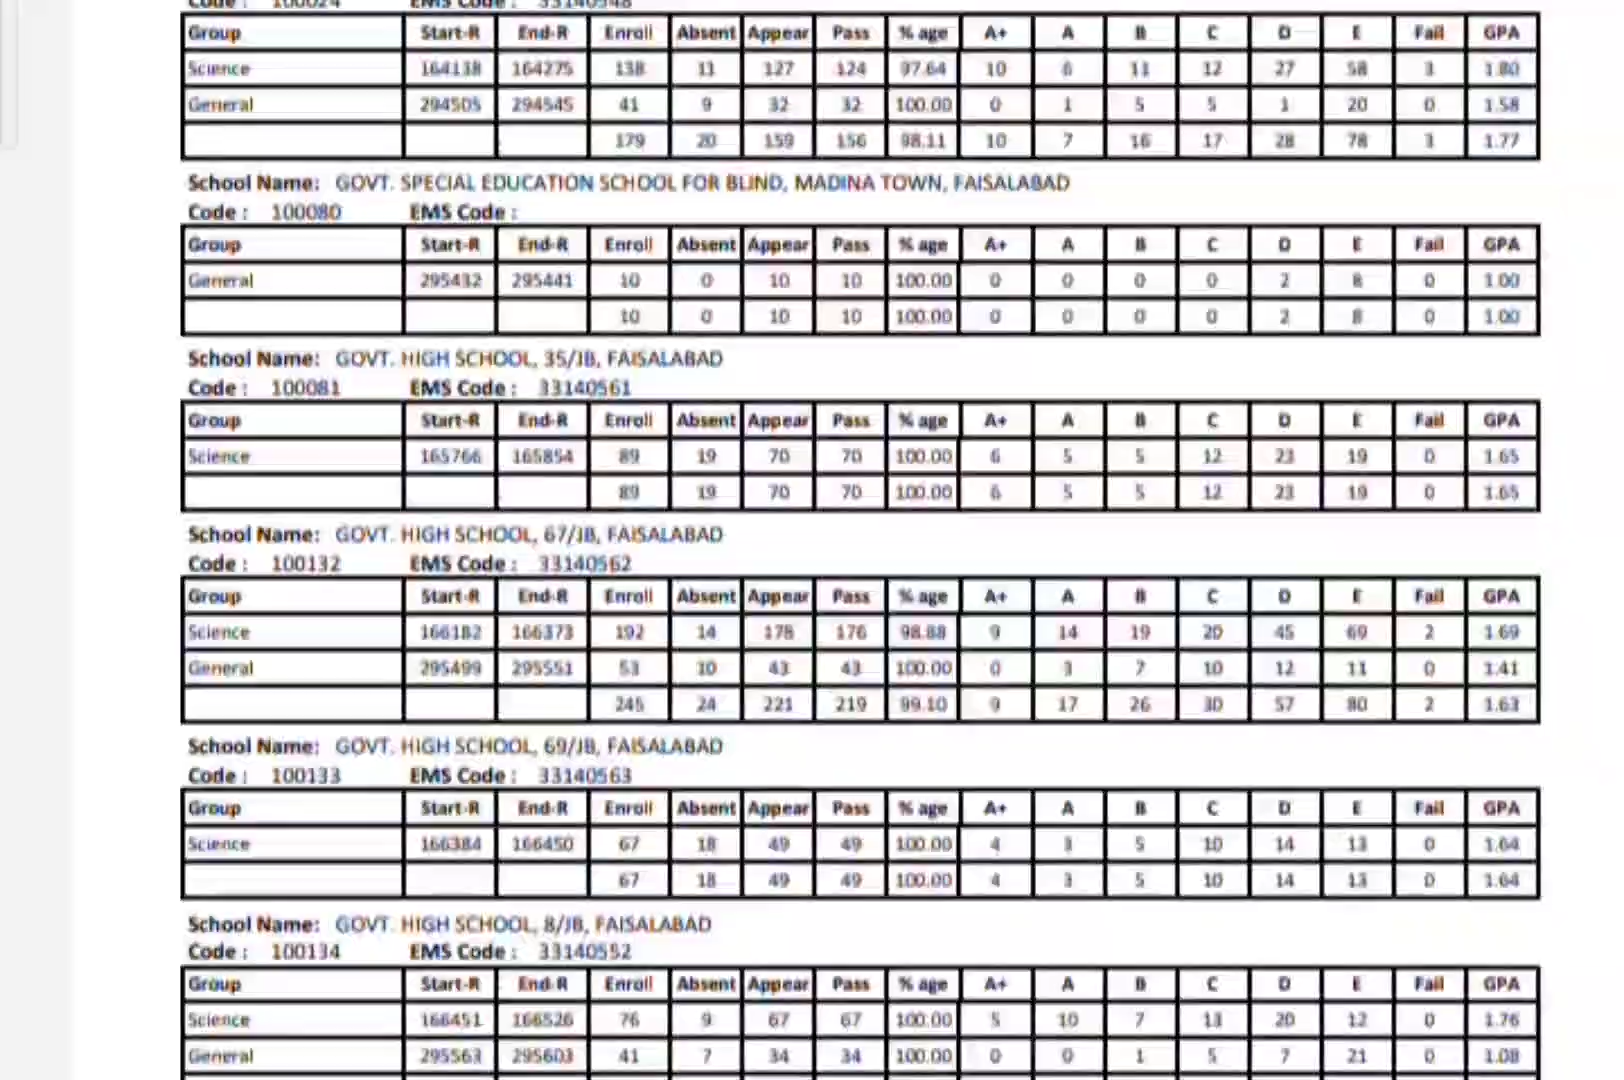 Code : 100024 EMS Code : 33140548
Group Start-R End-R Enroll Absent Appear Pass % age A+ A B C D E Fail GPA
Science 164138 164275 138 11 127 124 97.64 10 6 11 12 27 58 3 1.80
General 294505 294545 41 9 32 32 100.00 0 1 5 5 1 20 0 1.58
179 20 159 156 98.11 10 7 16 17 28 78 3 1.77
School Name: GOVT. SPECIAL EDUCATION SCHOOL FOR BLIND, MADINA TOWN, FAISALABAD
Code : 100080 EMS Code :
Group Start-R End-R Enroll Absent Appear Pass % age A+ A B C D E Fail GPA
General 295432 295441 10 0 10 10 100.00 0 0 0 0 2 8 0 1.00
10 0 10 10 100.00 0 0 0 0 2 8 0 1.00
School Name: GOVT. HIGH SCHOOL, 35/JB, FAISALABAD
Code : 100081 EMS Code : 33140561
Group Start-R End-R Enroll Absent Appear Pass % age A+ A B C D E Fail GPA
Science 165766 165854 89 19 70 70 100.00 6 5 5 12 23 19 0 1.65
89 19 70 70 100.00 6 5 5 12 23 19 0 1.65
School Name: GOVT. HIGH SCHOOL, 67/JB, FAISALABAD
Code : 100132 EMS Code : 33140562
Group Start-R End-R Enroll Absent Appear Pass % age A+ A B C D E Fail GPA
Science 166182 166373 192 14 178 176 98.88 9 14 19 20 45 69 2 1.69
General 295499 295551 53 10 43 43 100.00 0 3 7 10 12 11 0 1.41
245 24 221 219 99.10 9 17 26 30 57 80 2 1.63
School Name: GOVT. HIGH SCHOOL, 69/JB, FAISALABAD
Code : 100133 EMS Code : 33140563
Group Start-R End-R Enroll Absent Appear Pass % age A+ A B C D E Fail GPA
Science 166384 166450 67 18 49 49 100.00 4 3 5 10 14 13 0 1.64
67 18 49 49 100.00 4 3 5 10 14 13 0 1.64
School Name: GOVT. HIGH SCHOOL, 8/JB, FAISALABAD
Code : 100134 EMS Code : 33140552
Group Start-R End-R Enroll Absent Appear Pass % age A+ A B C D E Fail GPA
Science 166451 166526 76 9 67 67 100.00 5 10 7 13 20 12 0 1.76
General 295563 295603 41 7 34 34 100.00 0 0 1 5 7 21 0 1.08